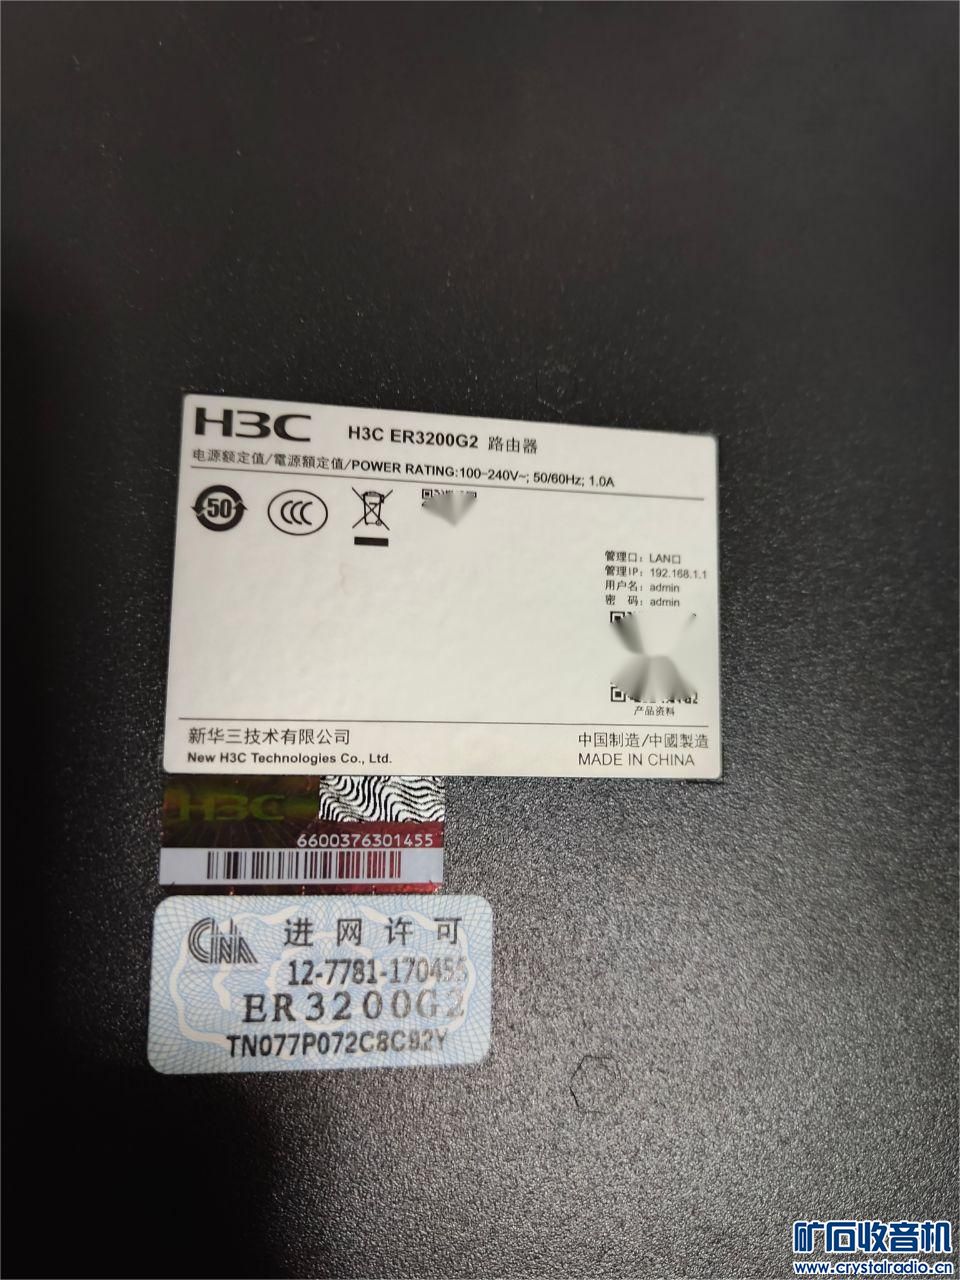 H3C
H3C ER3200G2 路由器
电源额定值/電源額定值/POWER RATING:100-240V~; 50/60Hz; 1.0A
50
CCC
管理口: LAN口
管理IP: 192.168.1.1
用户名: admin
密 码: admin
产品资料
新华三技术有限公司
New H3C Technologies Co., Ltd.
中国制造/中國製造
MADE IN CHINA
H3C
6600376301455
CNA 进网许可
12-7781-170455
ER3200G2
TN077P072C8C92Y
矿石收音机
www.crystalradio.cn